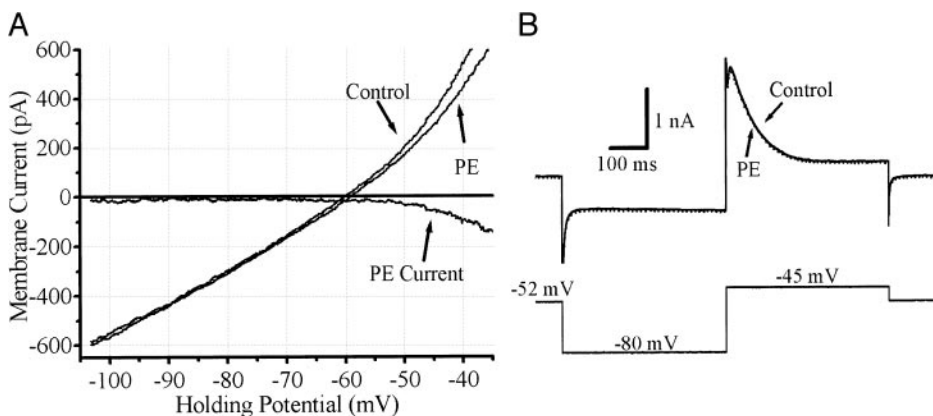 A
Membrane Current (pA)
600
400
200
0
-200
-400
-600
Control
PE
PE Current
-100 -90 -80 -70 -60 -50 -40
Holding Potential (mV)
B
1 nA
100 ms
Control
PE
-52 mV
-45 mV
-80 mV